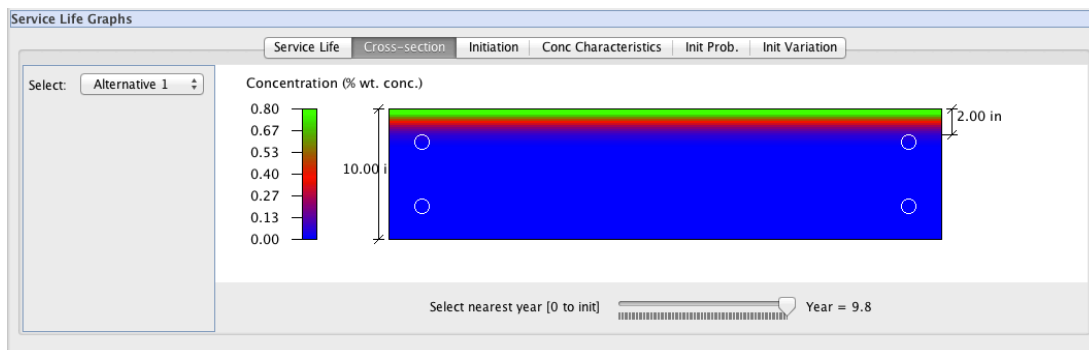 Service Life Graphs
Service Life Cross-section Initiation Conc Characteristics Init Prob. Init Variation
Select: Alternative 1
Concentration (% wt. conc.)
0.80
0.67
0.53
0.40
0.27
0.13
0.00
10.00 i
2.00 in
Select nearest year [0 to init] Year = 9.8